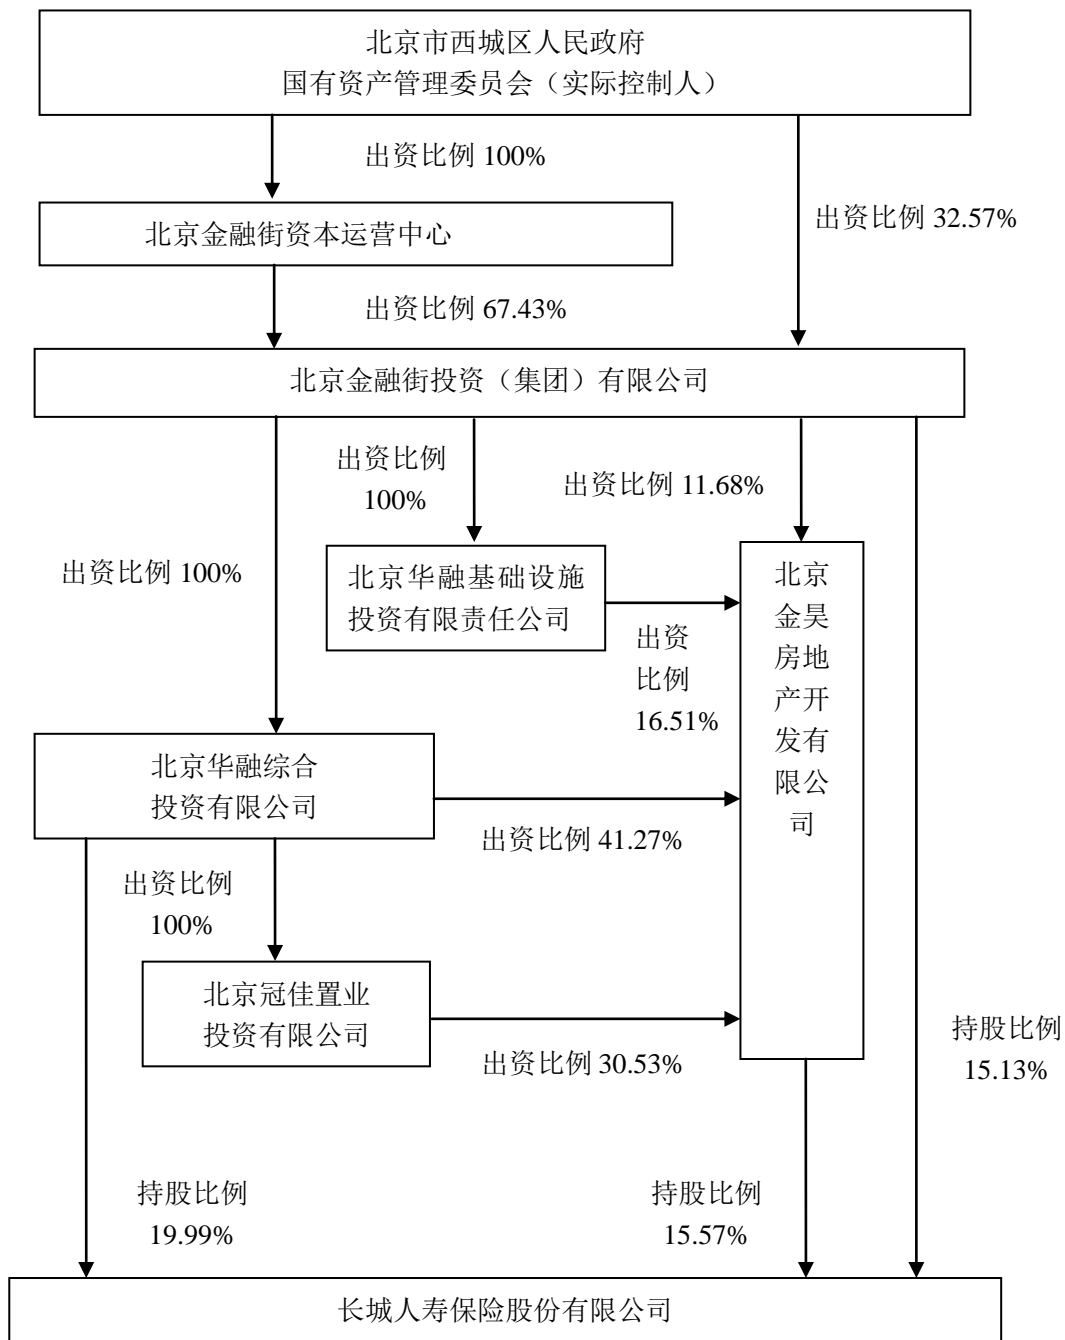 北京市西城区人民政府
国有资产管理委员会（实际控制人）
出资比例 100%
出资比例 32.57%
北京金融街资本运营中心
出资比例 67.43%
北京金融街投资（集团）有限公司
出资比例
100%
出资比例 11.68%
出资比例 100%
北京华融基础设施
投资有限责任公司
出资
比例
16.51%
北京
金昊
房地
产开
发有
限公
司
北京华融综合
投资有限公司
出资比例 41.27%
出资比例
100%
北京冠佳置业
投资有限公司
出资比例 30.53%
持股比例
15.13%
持股比例
19.99%
持股比例
15.57%
长城人寿保险股份有限公司